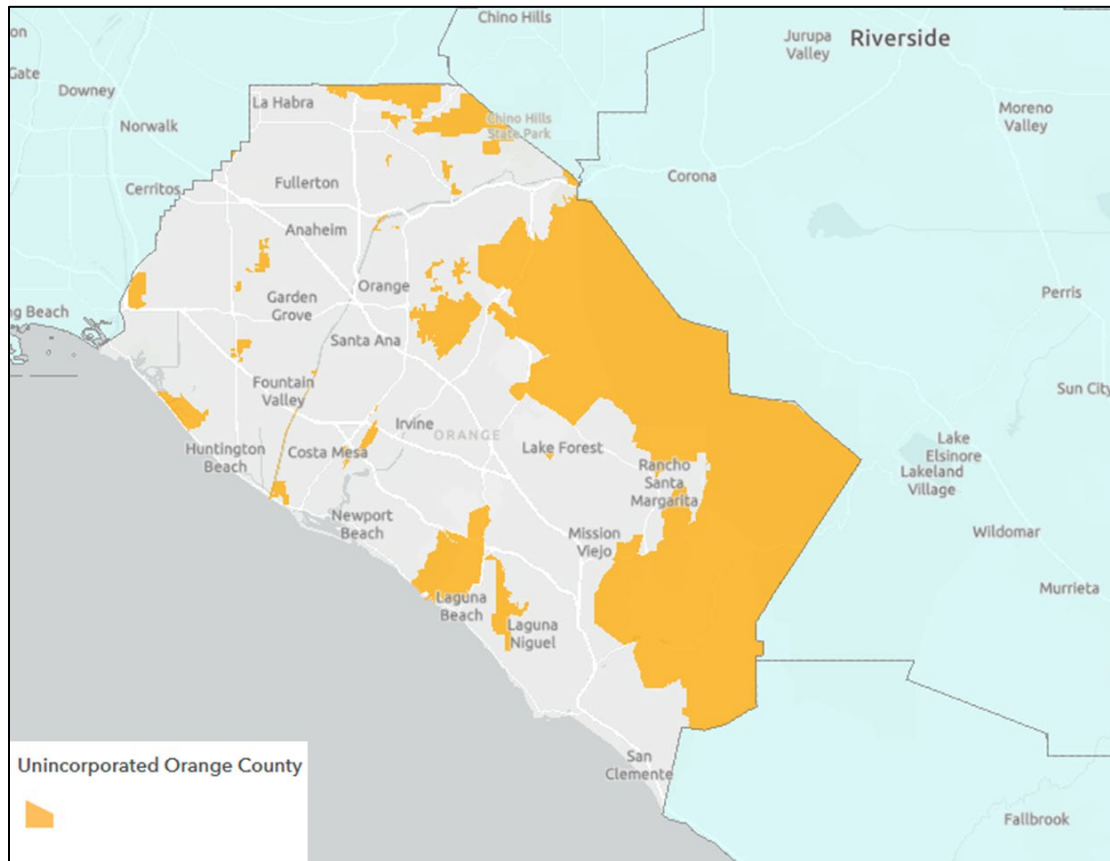 Chino Hills
Jurupa
Valley
Riverside
on
Gate
Downey
La Habra
Moreno
Valley
Norwalk
Chino Hills
State Park
Cerritos
Fullerton
Corona
Anaheim
Orange
Garden
Grove
Perris
ng Beach
Santa Ana
Fountain
Valley
Sun City
Irvine
ORANGE
Huntington
Beach
Costa Mesa
Lake Forest
Lake
Elsinore
Lakeland
Village
Rancho
Santa
Margarita
Newport
Beach
Mission
Viejo
Wildomar
Laguna
Beach
Murrieta
Laguna
Niguel
Unincorporated Orange County
San
Clemente
Fallbrook